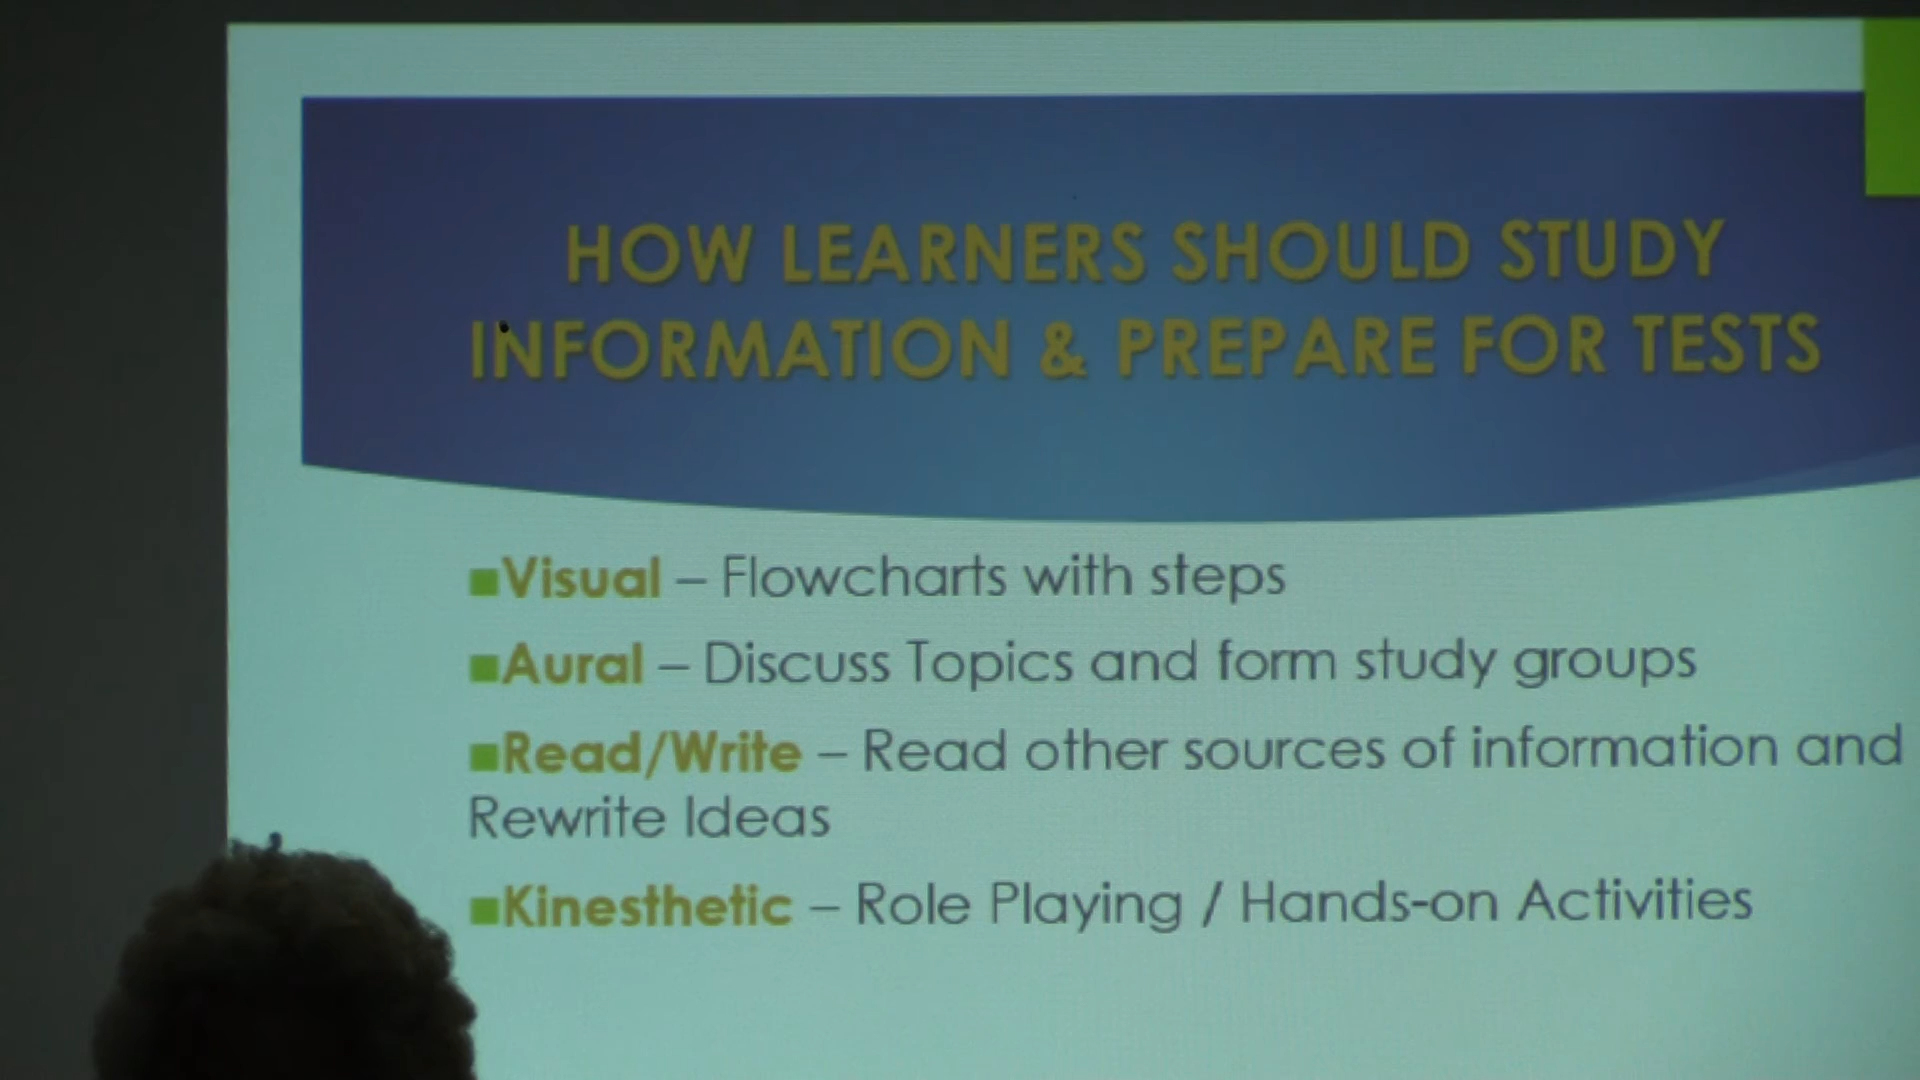 HOW LEARNERS SHOULD STUDY
INFORMATION & PREPARE FOR TESTS
■Visual – Flowcharts with steps
■Aural – Discuss Topics and form study groups
■Read/Write – Read other sources of information and
Rewrite Ideas
■Kinesthetic – Role Playing / Hands-on Activities